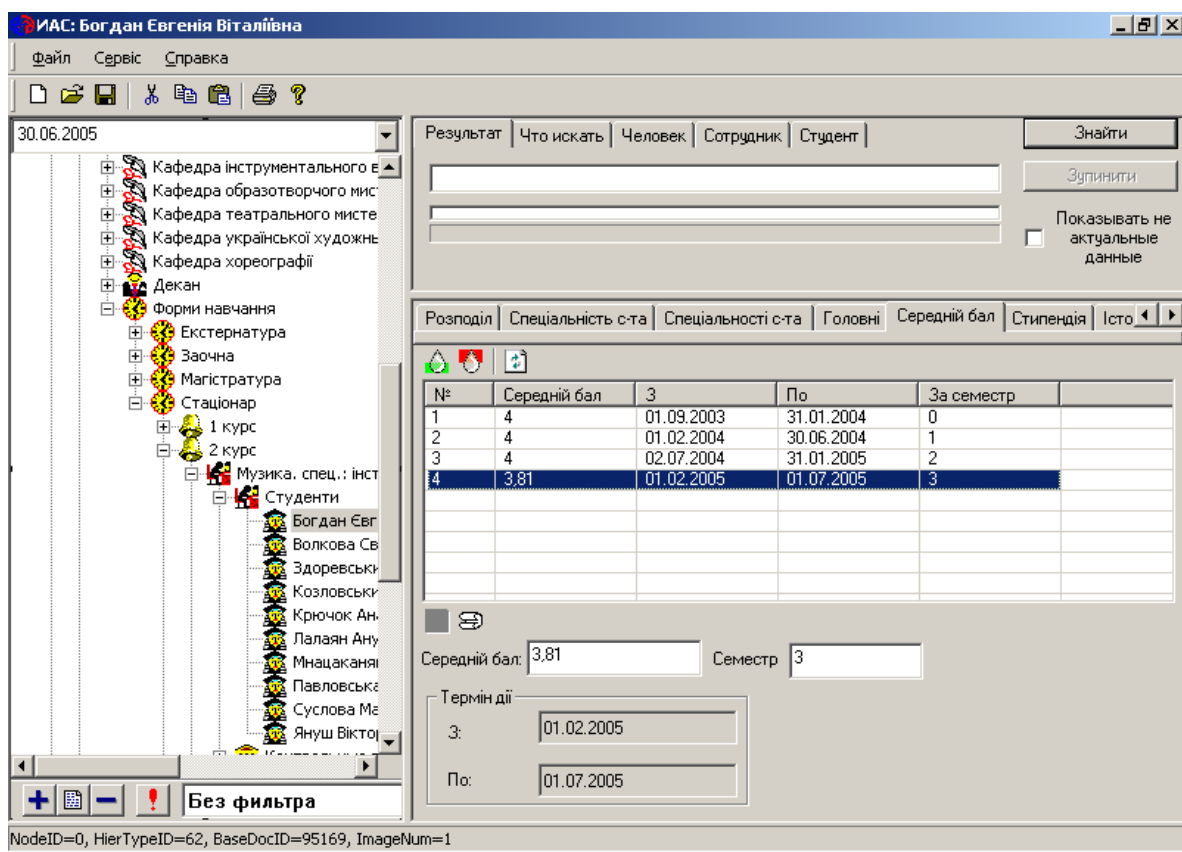 ИАС: Богдан Євгенія Віталіївна
Файл Сервіс Справка
30.06.2005
Кафедра інструментального в
Кафедра образотворчого мис
Кафедра театрального мисте
Кафедра української художнь
Кафедра хореографії
Декан
Форми навчання
Екстернатура
Заочна
Магістратура
Стаціонар
1 курс
2 курс
Музика. спец.: інст
Студенти
Богдан Євг
Волкова Св
Здоревськи
Козловськи
Крючок Ан
Лалаян Ану
Мнацакання
Павловська
Суслова Ма
Януш Віктор
Без фильтра
Результат Что искать Человек Сотрудник Студент
Знайти
Зупинити
Показывать не
актуальные
данные
Розподіл Спеціальність с-та Спеціальності с-та Головні Середній бал Стипендія Істо
№ Середній бал З По За семестр
1 4 01.09.2003 31.01.2004 0
2 4 01.02.2004 30.06.2004 1
3 4 02.07.2004 31.01.2005 2
4 3,81 01.02.2005 01.07.2005 3
Середній бал: 3,81 Семестр 3
Термін дії
З: 01.02.2005
По: 01.07.2005
NodeID=0, HierTypeID=62, BaseDocID=95169, ImageNum=1